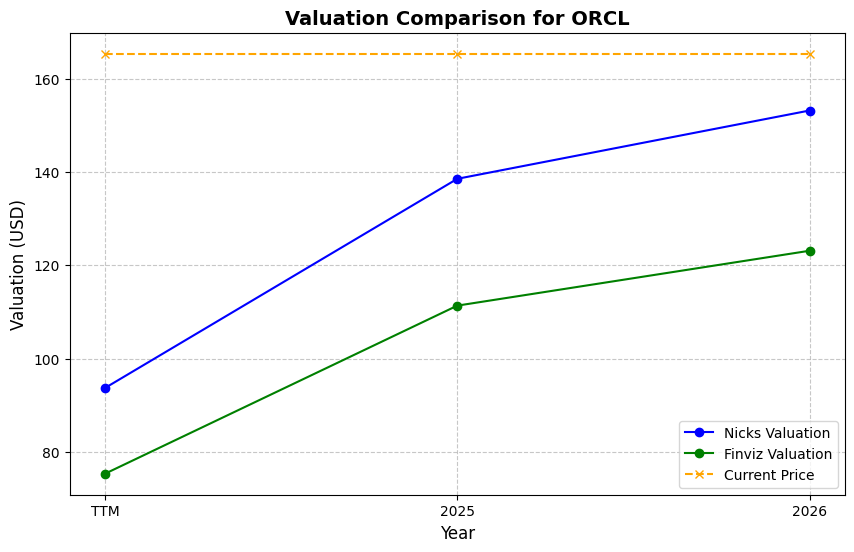 Valuation Comparison for ORCL
Valuation (USD)
160
140
120
100
80
TTM
2025
2026
Year
Nicks Valuation
Finviz Valuation
Current Price